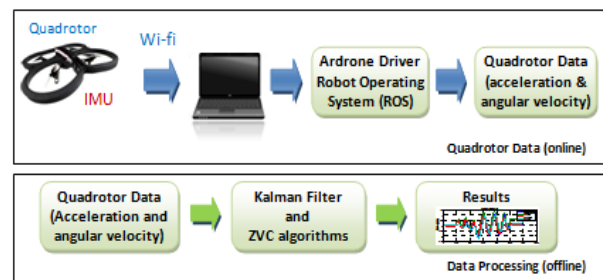 Quadrotor
Wi-fi
IMU
Ardrone Driver
Robot Operating
System (ROS)
Quadrotor Data
(acceleration &
angular velocity)
Quadrotor Data (online)
Quadrotor Data
(Acceleration and
angular velocity)
Kalman Filter
and
ZVC algorithms
Results
Data Processing (offline)